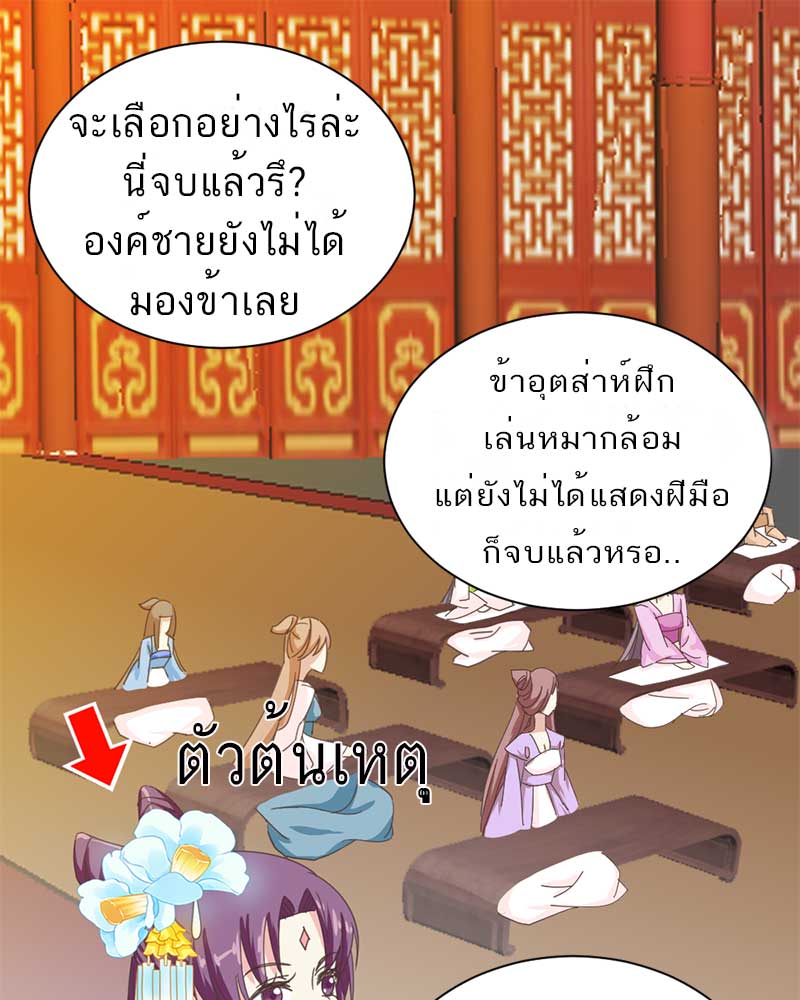 จะเลือกอย่างไรล่ะ
นี่จบแล้วรึ?
องค์ชายยังไม่ได้
มองข้าเลย
ข้าอุตส่าห์ฝึก
เล่นหมากล้อม
แต่ยังไม่ได้แสดงฝีมือ
ก็จบแล้วหรอ..
ตัวต้นเหตุ